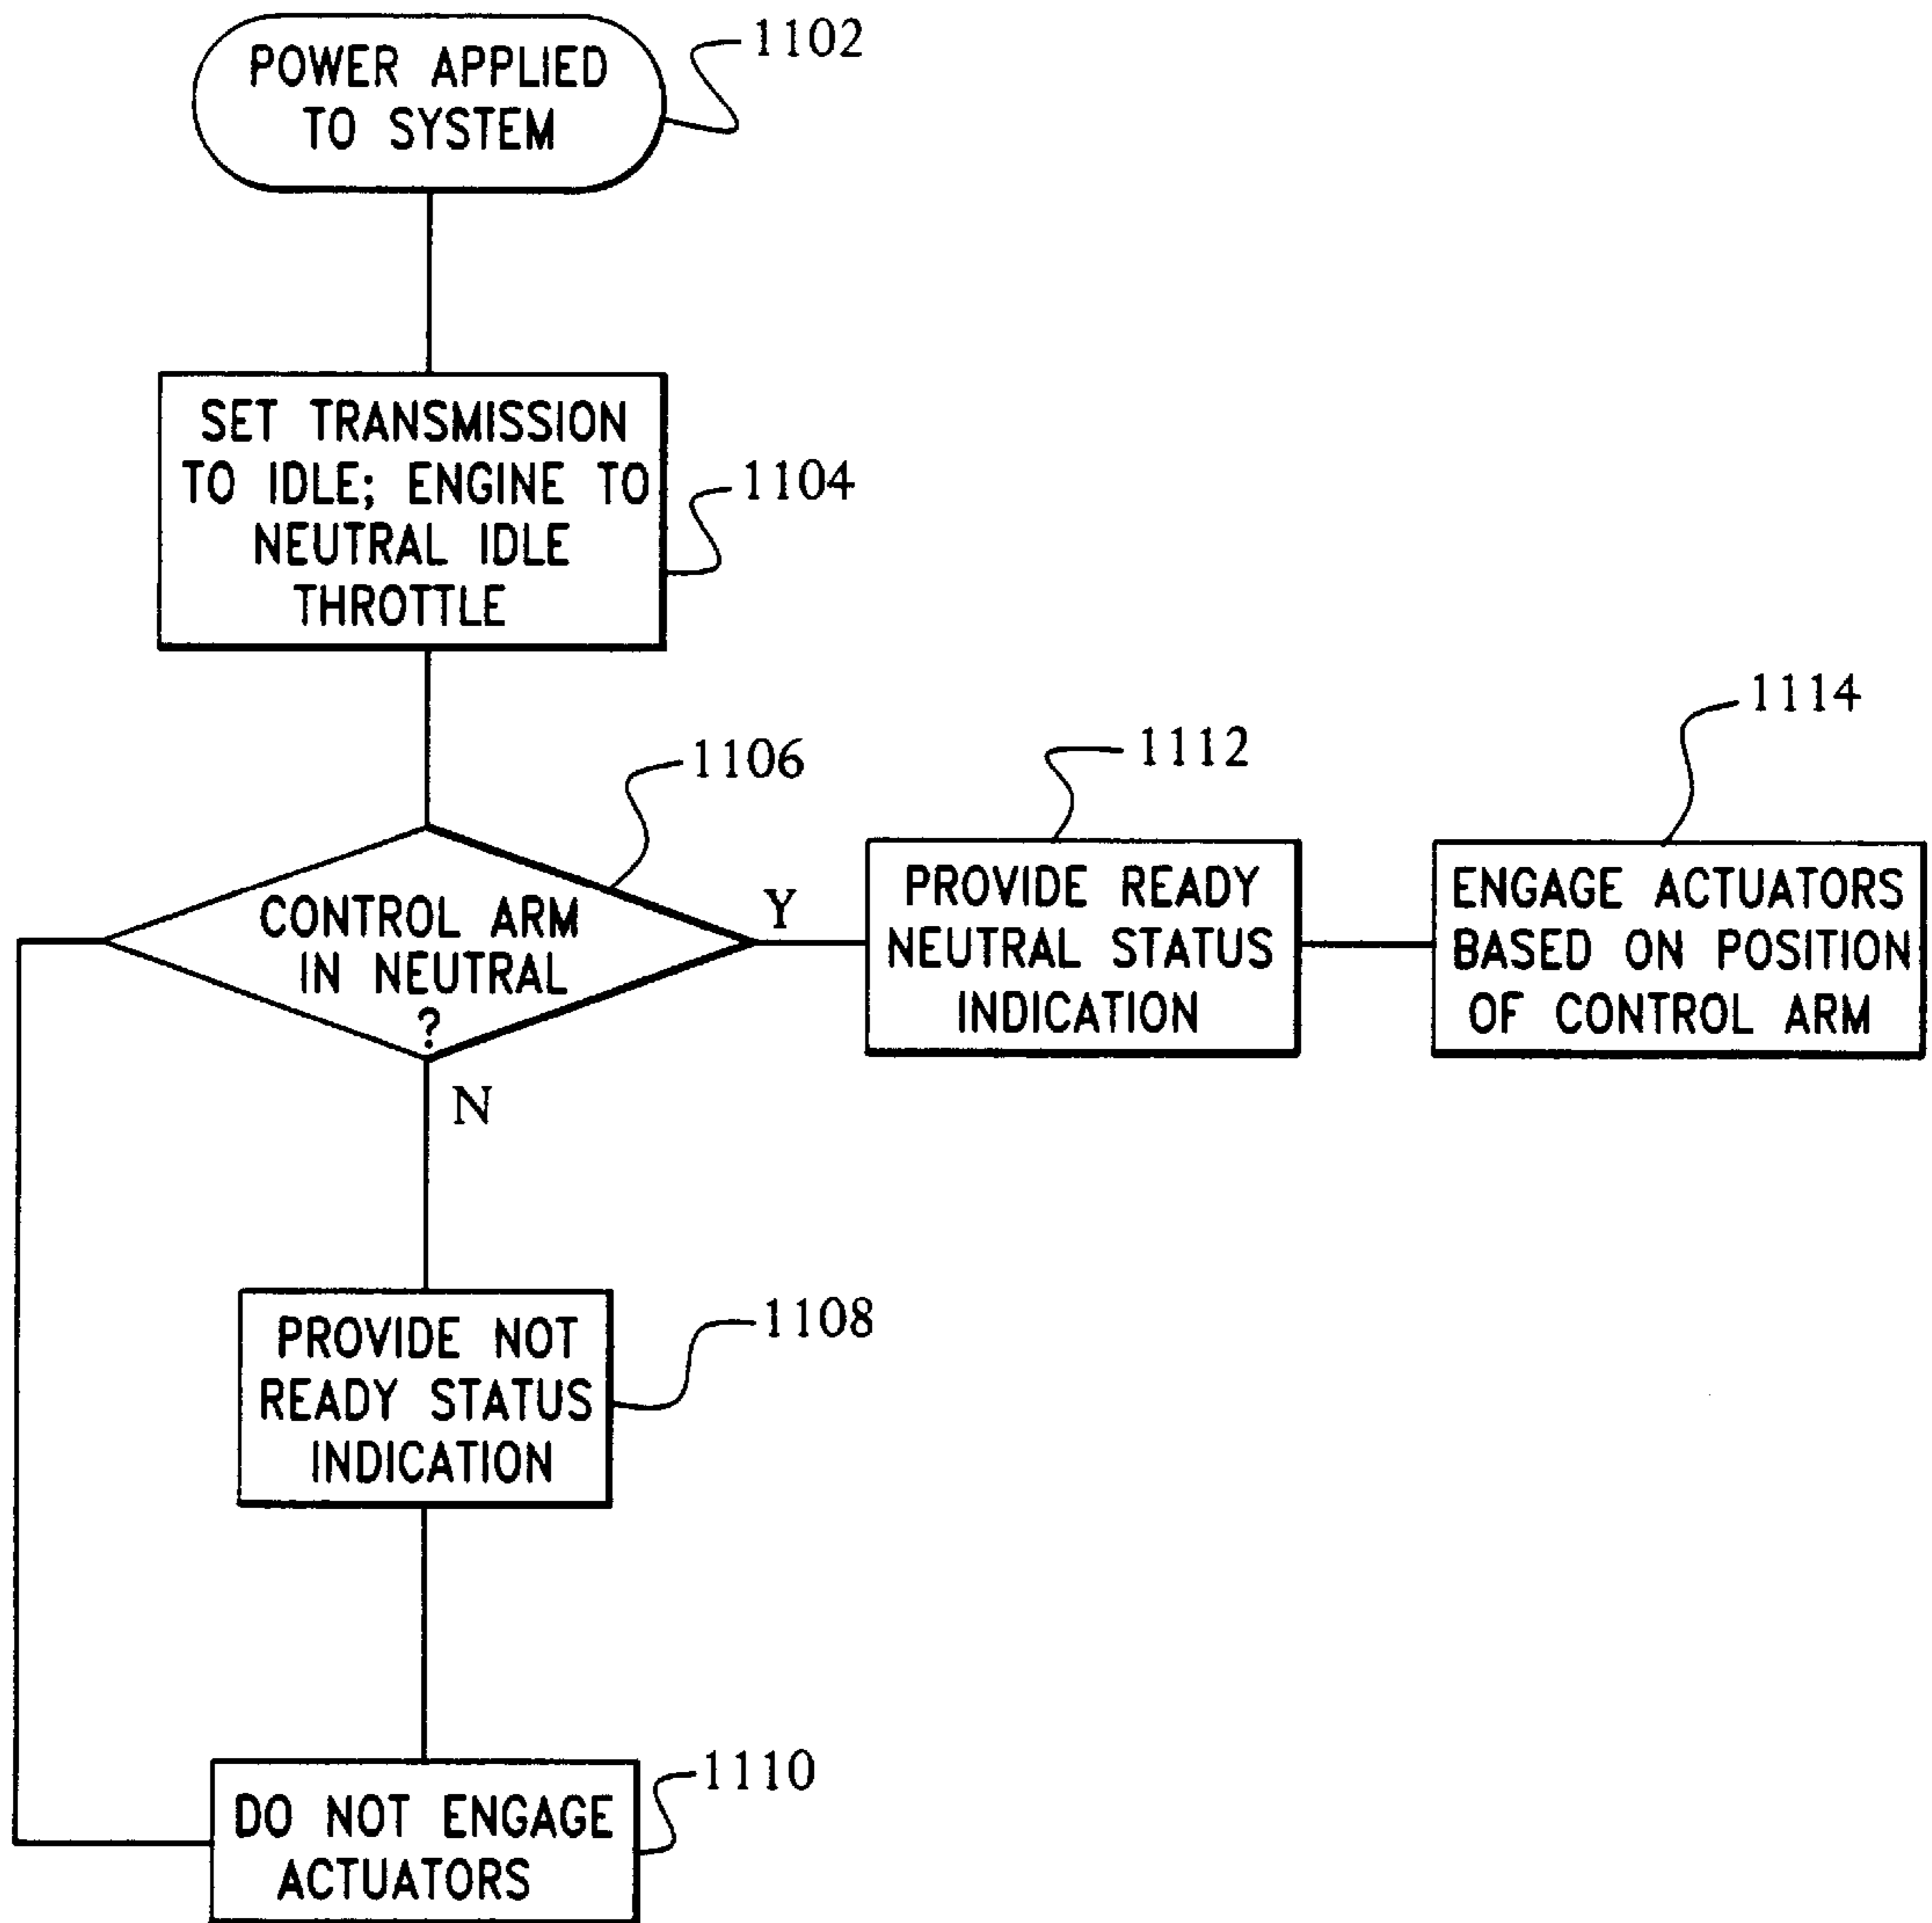 POWER APPLIED
TO SYSTEM
1102
SET TRANSMISSION
TO IDLE; ENGINE TO
NEUTRAL IDLE
THROTTLE
1104
CONTROL ARM
IN NEUTRAL
?
1106
Y
N
PROVIDE READY
NEUTRAL STATUS
INDICATION
1112
ENGAGE ACTUATORS
BASED ON POSITION
OF CONTROL ARM
1114
PROVIDE NOT
READY STATUS
INDICATION
1108
DO NOT ENGAGE
ACTUATORS
1110